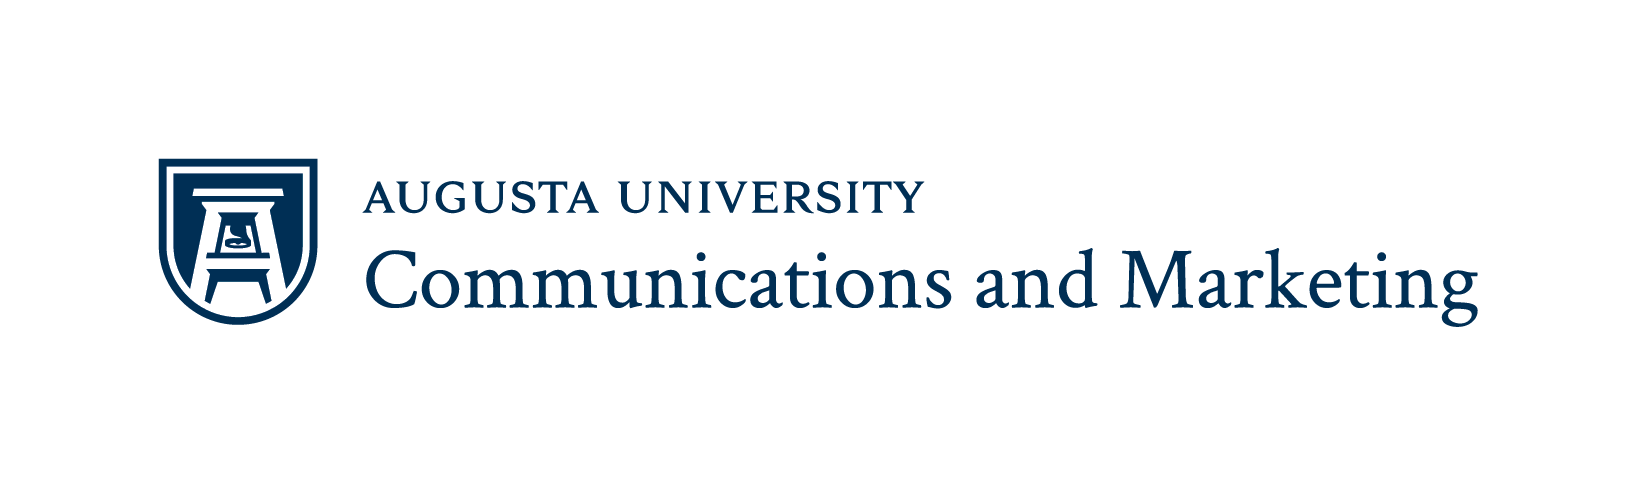 AUGUSTA UNIVERSITY
Communications and Marketing